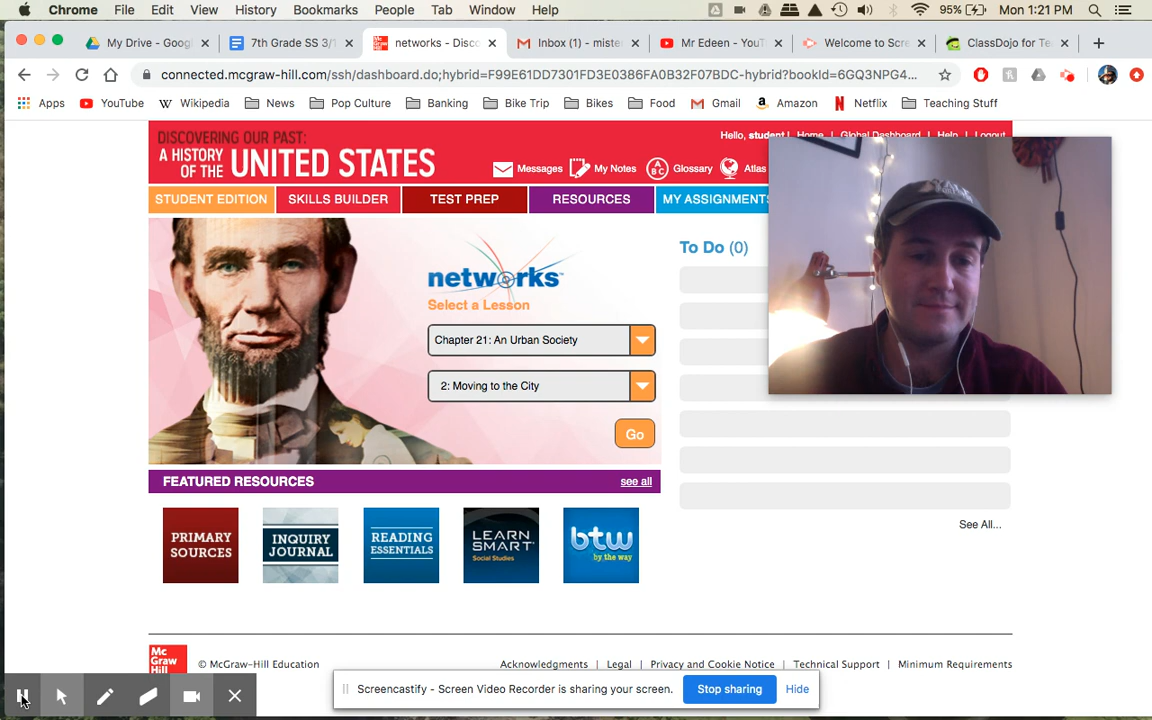 Chrome File Edit View History Bookmarks People Tab Window Help 95% Mon 1:21 PM
My Drive - Goog 7th Grade SS 3/1 networks - Disco Inbox (1) - miste Mr Edeen - YouT Welcome to Scre ClassDojo for Te
connected.mcgraw-hill.com/ssh/dashboard.do;hybrid=F99E61DD7301FD3E0386FA0B32F07BDC-hybrid?bookId=6GQ3NPG4...
Apps YouTube Wikipedia News Pop Culture Banking Bike Trip Bikes Food Gmail Amazon Netflix Teaching Stuff
Hello, student! Home Global Dashboard Help Logout
DISCOVERING OUR PAST:
A HISTORY OF THE UNITED STATES
Messages My Notes ABC Glossary Atlas
STUDENT EDITION SKILLS BUILDER TEST PREP RESOURCES MY ASSIGNMENTS
networks
To Do (0)
Select a Lesson
Chapter 21: An Urban Society
2: Moving to the City
Go
FEATURED RESOURCES see all
PRIMARY SOURCES
INQUIRY JOURNAL
READING ESSENTIALS
LEARN SMART Social Studies
btw by the way
See All...
Mc Graw Hill
© McGraw-Hill Education Acknowledgments | Legal | Privacy and Cookie Notice | Technical Support | Minimum Requirements
Screencastify - Screen Video Recorder is sharing your screen. Stop sharing Hide